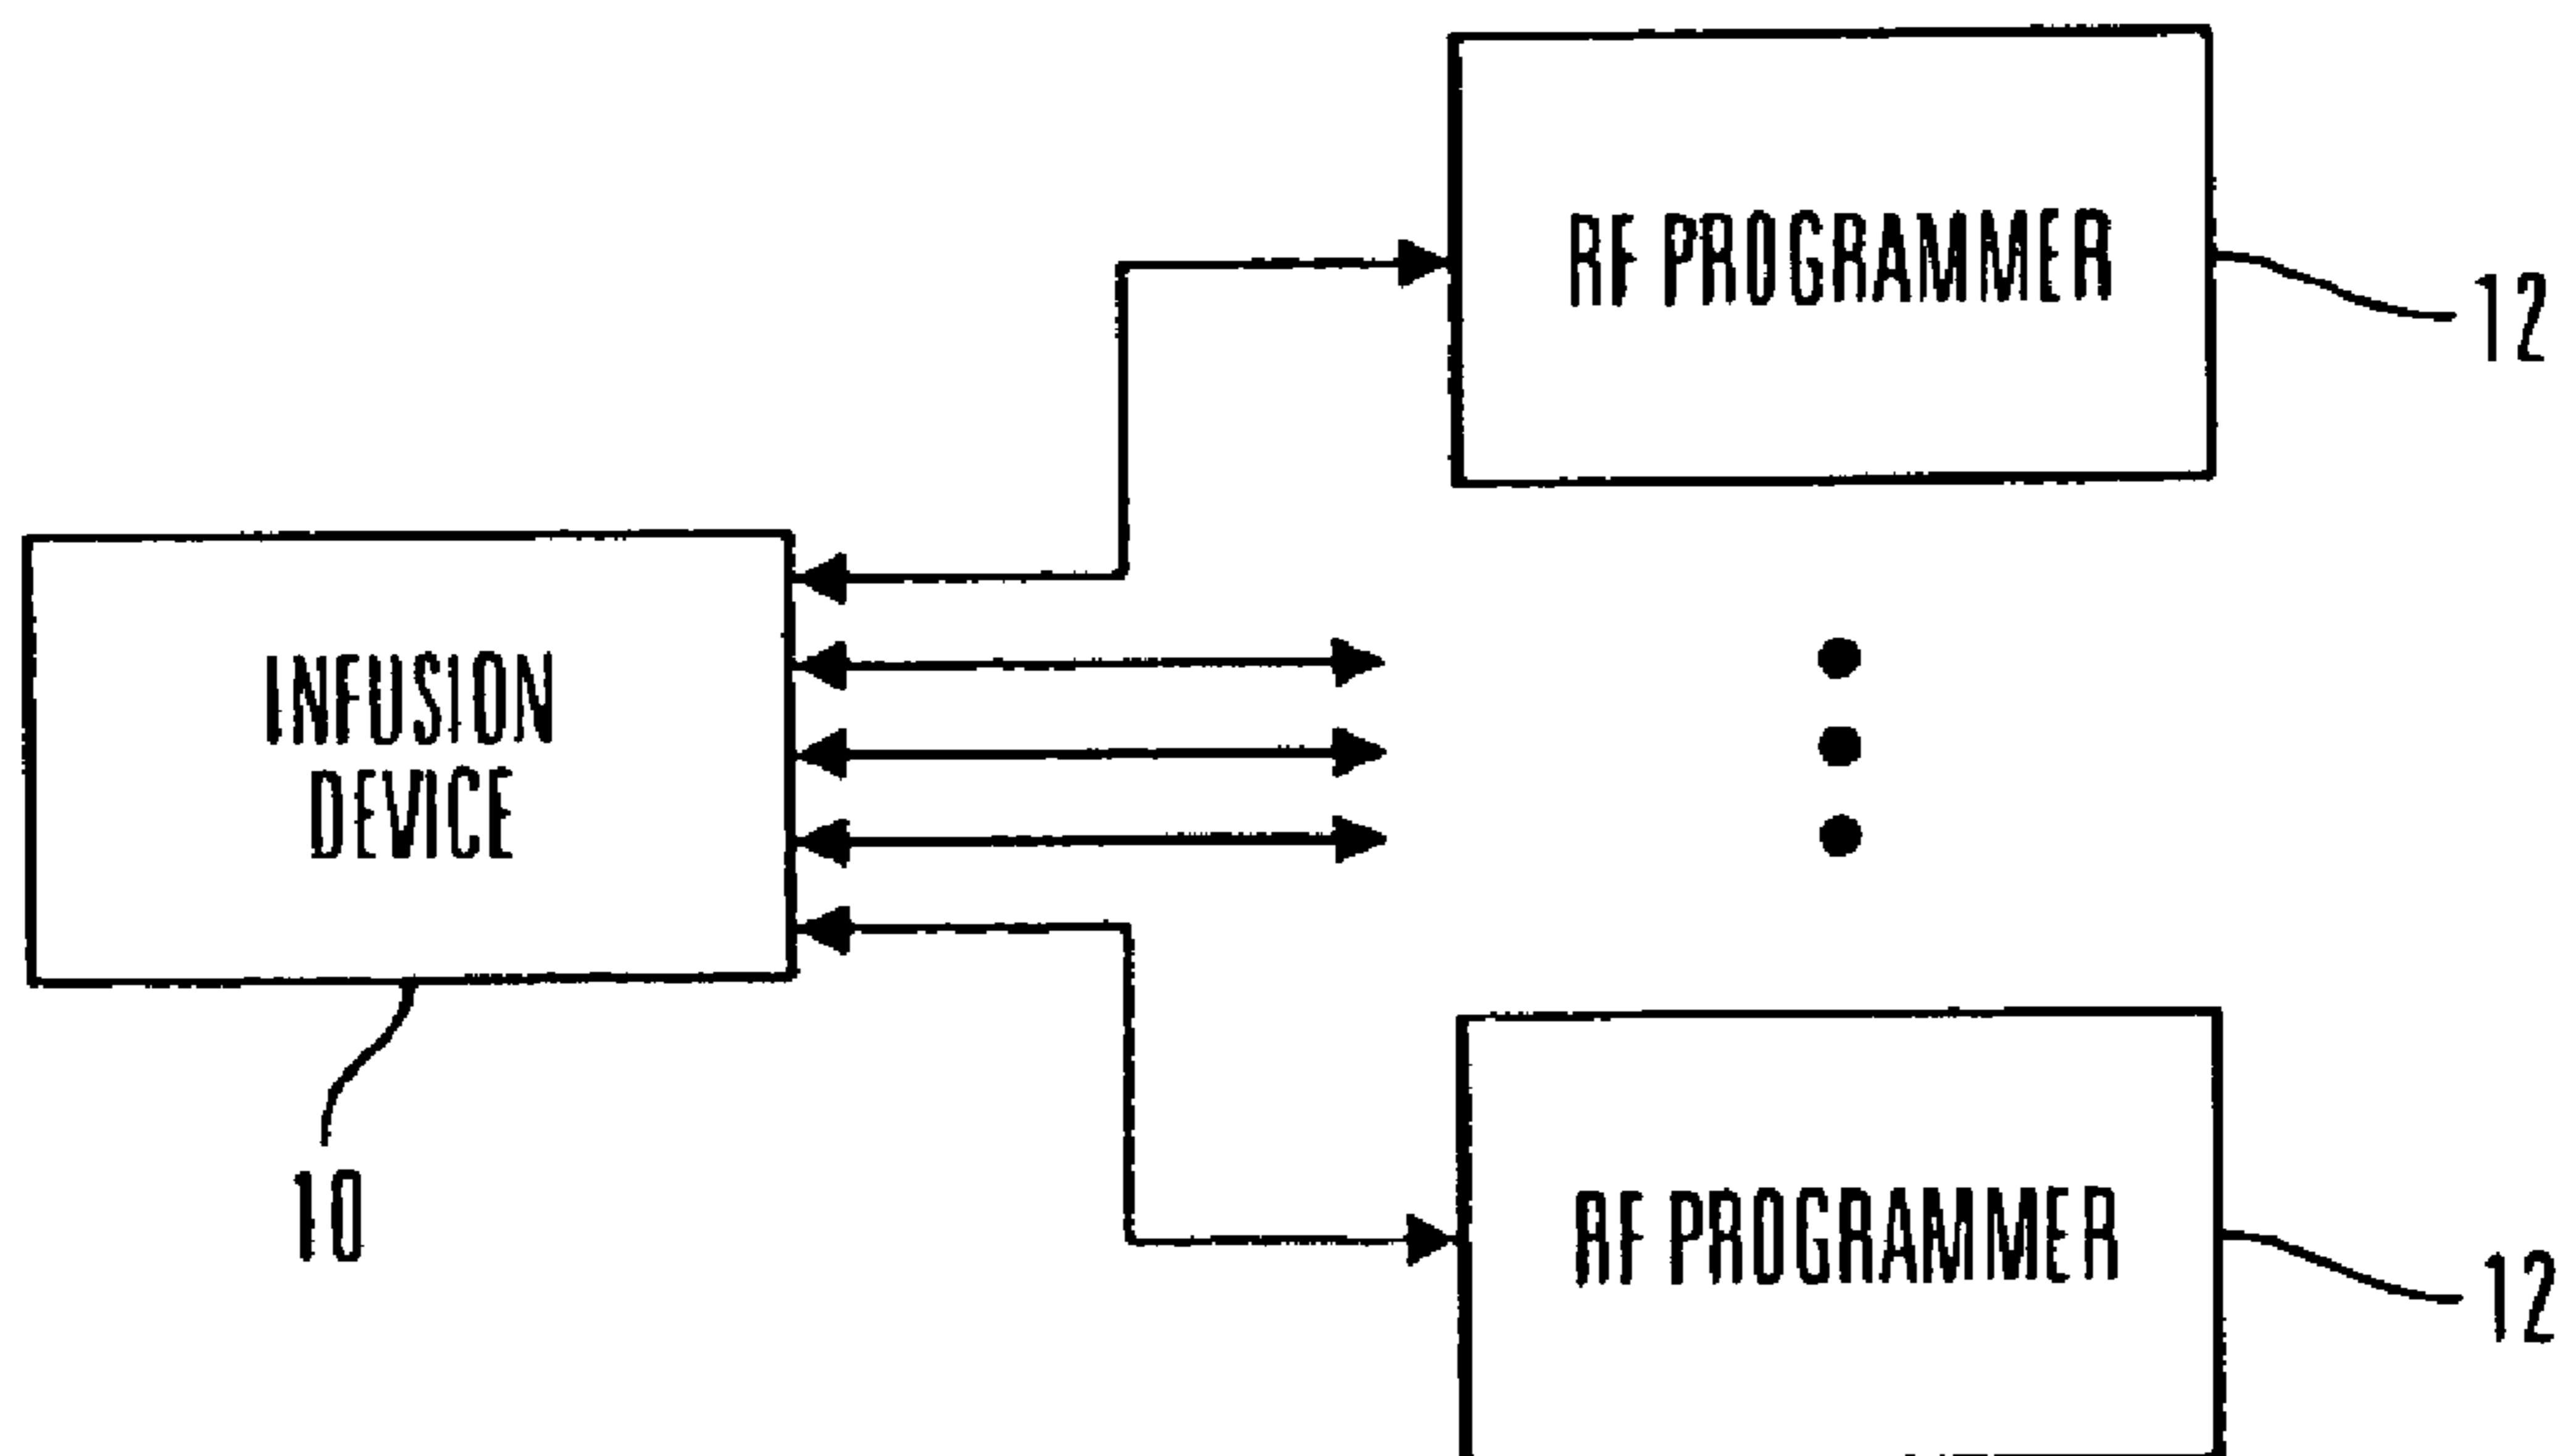 RF PROGRAMMER
12
INFUSION
DEVICE
10
RF PROGRAMMER
12